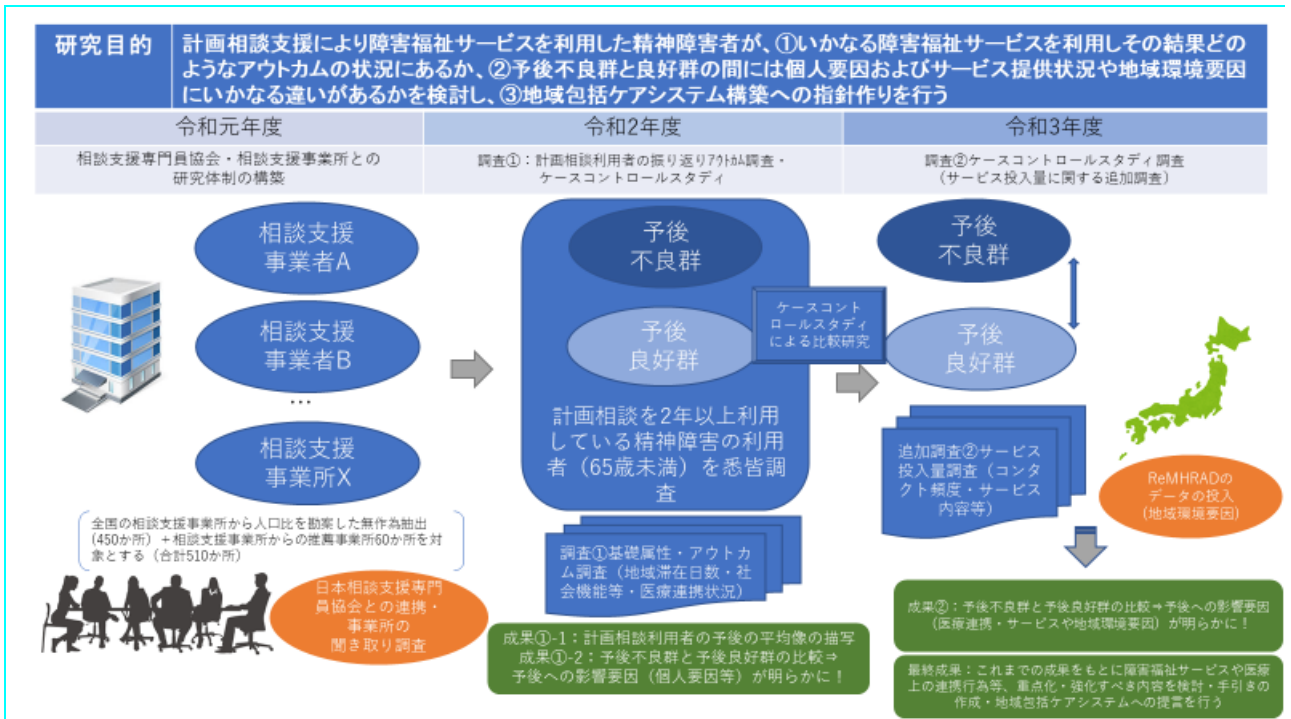 研究目的
計画相談支援により障害福祉サービスを利用した精神障害者が、①いかなる障害福祉サービスを利用しその結果どの
ようなアウトカムの状況にあるか、②予後不良群と良好群の間には個人要因およびサービス提供状況や地域環境要因
にいかなる違いがあるかを検討し、③地域包括ケアシステム構築への指針作りを行う
令和元年度
令和2年度
令和3年度
相談支援専門員協会・相談支援事業所との
研究体制の構築
調査①：計画相談利用者の振り返りｱｳﾄｶﾑ調査・
ケースコントロールスタディ
調査②ケースコントロールスタディ調査
（サービス投入量に関する追加調査）
相談支援
事業者A
相談支援
事業者B
…
相談支援
事業所X
全国の相談支援事業所から人口比を勘案した無作為抽出
（450か所）＋相談支援事業所からの推薦事業所60か所を対
象とする（合計510か所）
日本相談支援専門
員協会との連携・
事業所の
聞き取り調査
予後
不良群
予後
良好群
計画相談を2年以上利用
している精神障害の利用
者（65歳未満）を悉皆調
査
ケースコント
ロールスタディ
による比較研究
調査①基礎属性・アウトカ
ム調査（地域滞在日数・社
会機能等・医療連携状況）
成果①-1：計画相談利用者の予後の平均像の描写
成果①-2：予後不良群と予後良好群の比較⇒
予後への影響要因（個人要因等）が明らかに！
予後
不良群
予後
良好群
追加調査②サービス
投入量調査（コンタ
クト頻度・サービス
内容等）
ReMHRADの
データの投入
(地域環境要因)
成果②：予後不良群と予後良好群の比較⇒予後への影響要因
（医療連携・サービスや地域環境要因）が明らかに！
最終成果：これまでの成果をもとに障害福祉サービスや医療
上の連携行為等、重点化・強化すべき内容を検討・手引きの
作成・地域包括ケアシステムへの提言を行う